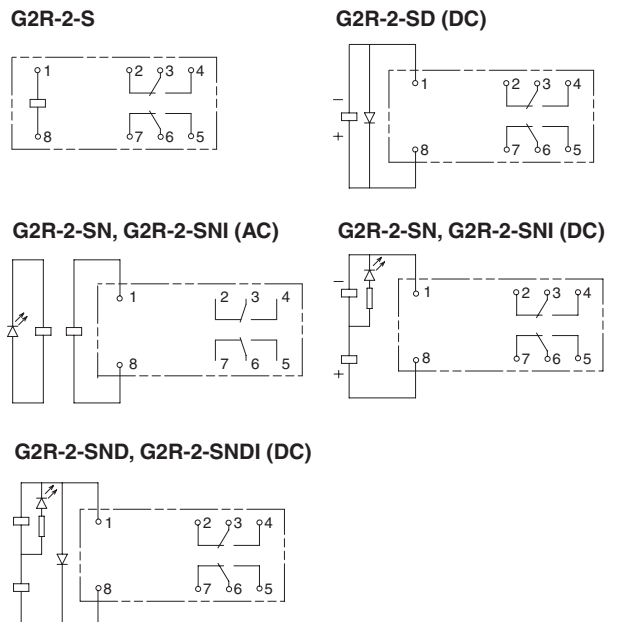 G2R-2-S
1 2 3 4
8 7 6 5
G2R-2-SD (DC)
1 2 3 4
−
+
8 7 6 5
G2R-2-SN, G2R-2-SNI (AC)
1 2 3 4
8 7 6 5
G2R-2-SN, G2R-2-SNI (DC)
−
1 2 3 4
+
8 7 6 5
G2R-2-SND, G2R-2-SNDI (DC)
1 2 3 4
8 7 6 5